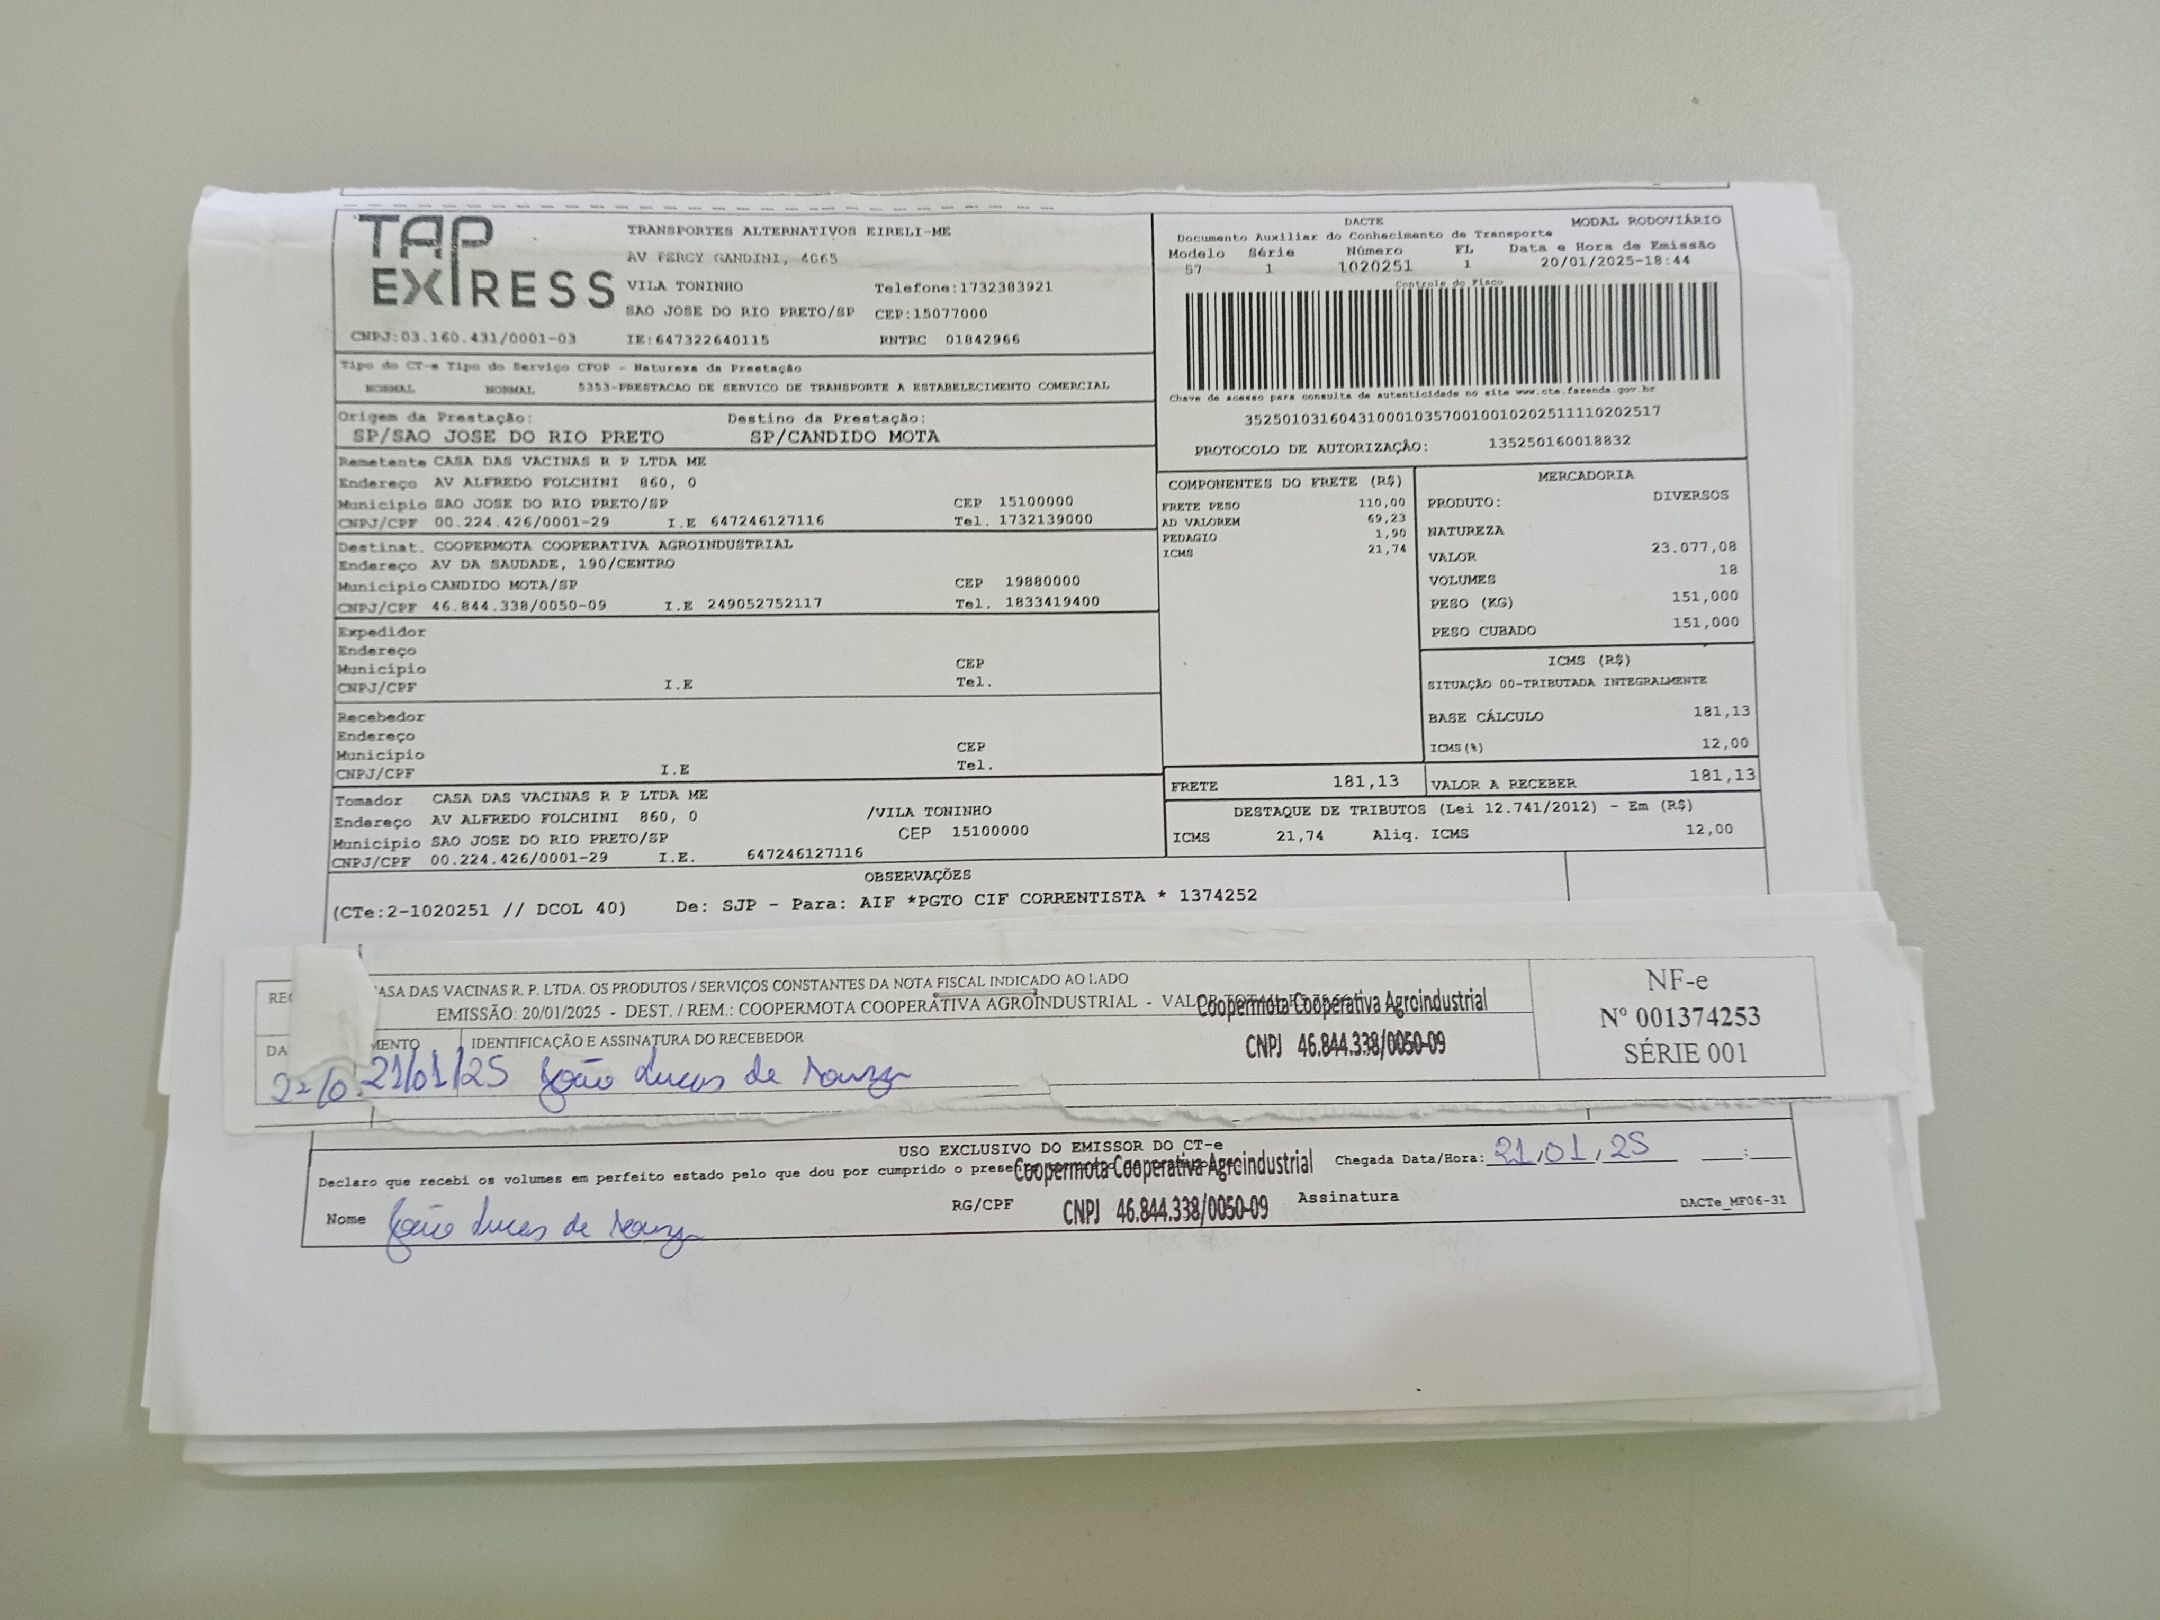 TAP
EXPRESS
TRANSPORTES ALTERNATIVOS EIRELI-ME
AV PERCY GANDINI, 4065
VILA TONINHO Telefone:1732383921
SAO JOSE DO RIO PRETO/SP CEP:15077000
CNPJ:03.160.431/0001-03 IE:647322640115 RNTRC 01842966
DACTE MODAL RODOVIÁRIO
Documento Auxiliar do Conhecimento de Transporte
Modelo Série Número FL Data e Hora de Emissão
57 1 1020251 1 20/01/2025-18:44
Controle do Fisco
Chave de acesso para consulta de autenticidade no site www.cte.fazenda.gov.br
35250103160431000103570010010202511110202517
PROTOCOLO DE AUTORIZAÇÃO: 135250160018832
Tipo do CT-e Tipo do Serviço CFOP - Natureza da Prestação
NORMAL NORMAL 5353-PRESTACAO DE SERVICO DE TRANSPORTE A ESTABELECIMENTO COMERCIAL
Origem da Prestação: Destino da Prestação:
SP/SAO JOSE DO RIO PRETO SP/CANDIDO MOTA
Remetente CASA DAS VACINAS R P LTDA ME
Endereço AV ALFREDO FOLCHINI 860, 0
Município SAO JOSE DO RIO PRETO/SP CEP 15100000
CNPJ/CPF 00.224.426/0001-29 I.E 647246127116 Tel. 1732139000
Destinat. COOPERMOTA COOPERATIVA AGROINDUSTRIAL
Endereço AV DA SAUDADE, 190/CENTRO
Município CANDIDO MOTA/SP CEP 19880000
CNPJ/CPF 46.844.338/0050-09 I.E 249052752117 Tel. 1833419400
Expedidor
Endereço
Município CEP
CNPJ/CPF I.E Tel.
Recebedor
Endereço
Município CEP
CNPJ/CPF I.E Tel.
Tomador CASA DAS VACINAS R P LTDA ME
Endereço AV ALFREDO FOLCHINI 860, 0 /VILA TONINHO
Município SAO JOSE DO RIO PRETO/SP CEP 15100000
CNPJ/CPF 00.224.426/0001-29 I.E. 647246127116
COMPONENTES DO FRETE (R$)
FRETE PESO 110,00
AD VALOREM 69,23
PEDAGIO 1,90
ICMS 21,74
MERCADORIA
PRODUTO: DIVERSOS
NATUREZA
VALOR 23.077,08
VOLUMES 18
PESO (KG) 151,000
PESO CUBADO 151,000
ICMS (R$)
SITUAÇÃO 00-TRIBUTADA INTEGRALMENTE
BASE CÁLCULO 181,13
ICMS(%) 12,00
FRETE 181,13 VALOR A RECEBER 181,13
DESTAQUE DE TRIBUTOS (Lei 12.741/2012) - Em (R$)
ICMS 21,74 Aliq. ICMS 12,00
OBSERVAÇÕES
(CTe:2-1020251 // DCOL 40) De: SJP - Para: AIF *PGTO CIF CORRENTISTA * 1374252
ASA DAS VACINAS R. P. LTDA. OS PRODUTOS / SERVIÇOS CONSTANTES DA NOTA FISCAL INDICADO AO LADO
EMISSÃO: 20/01/2025 - DEST. / REM.: COOPERMOTA COOPERATIVA AGROINDUSTRIAL - VALOR
Coopermota Cooperativa Agroindustrial
CNPJ 46.844.338/0050-09
MENTO IDENTIFICAÇÃO E ASSINATURA DO RECEBEDOR
21/01/25 João Lucas de Souza
NF-e
Nº 001374253
SÉRIE 001
USO EXCLUSIVO DO EMISSOR DO CT-e
Declaro que recebi os volumes em perfeito estado pelo que dou por cumprido o
Coopermota Cooperativa Agroindustrial
CNPJ 46.844.338/0050-09
Chegada Data/Hora: 21/01/25 :
Nome João Lucas de Souza RG/CPF Assinatura DACTe_MF06-31